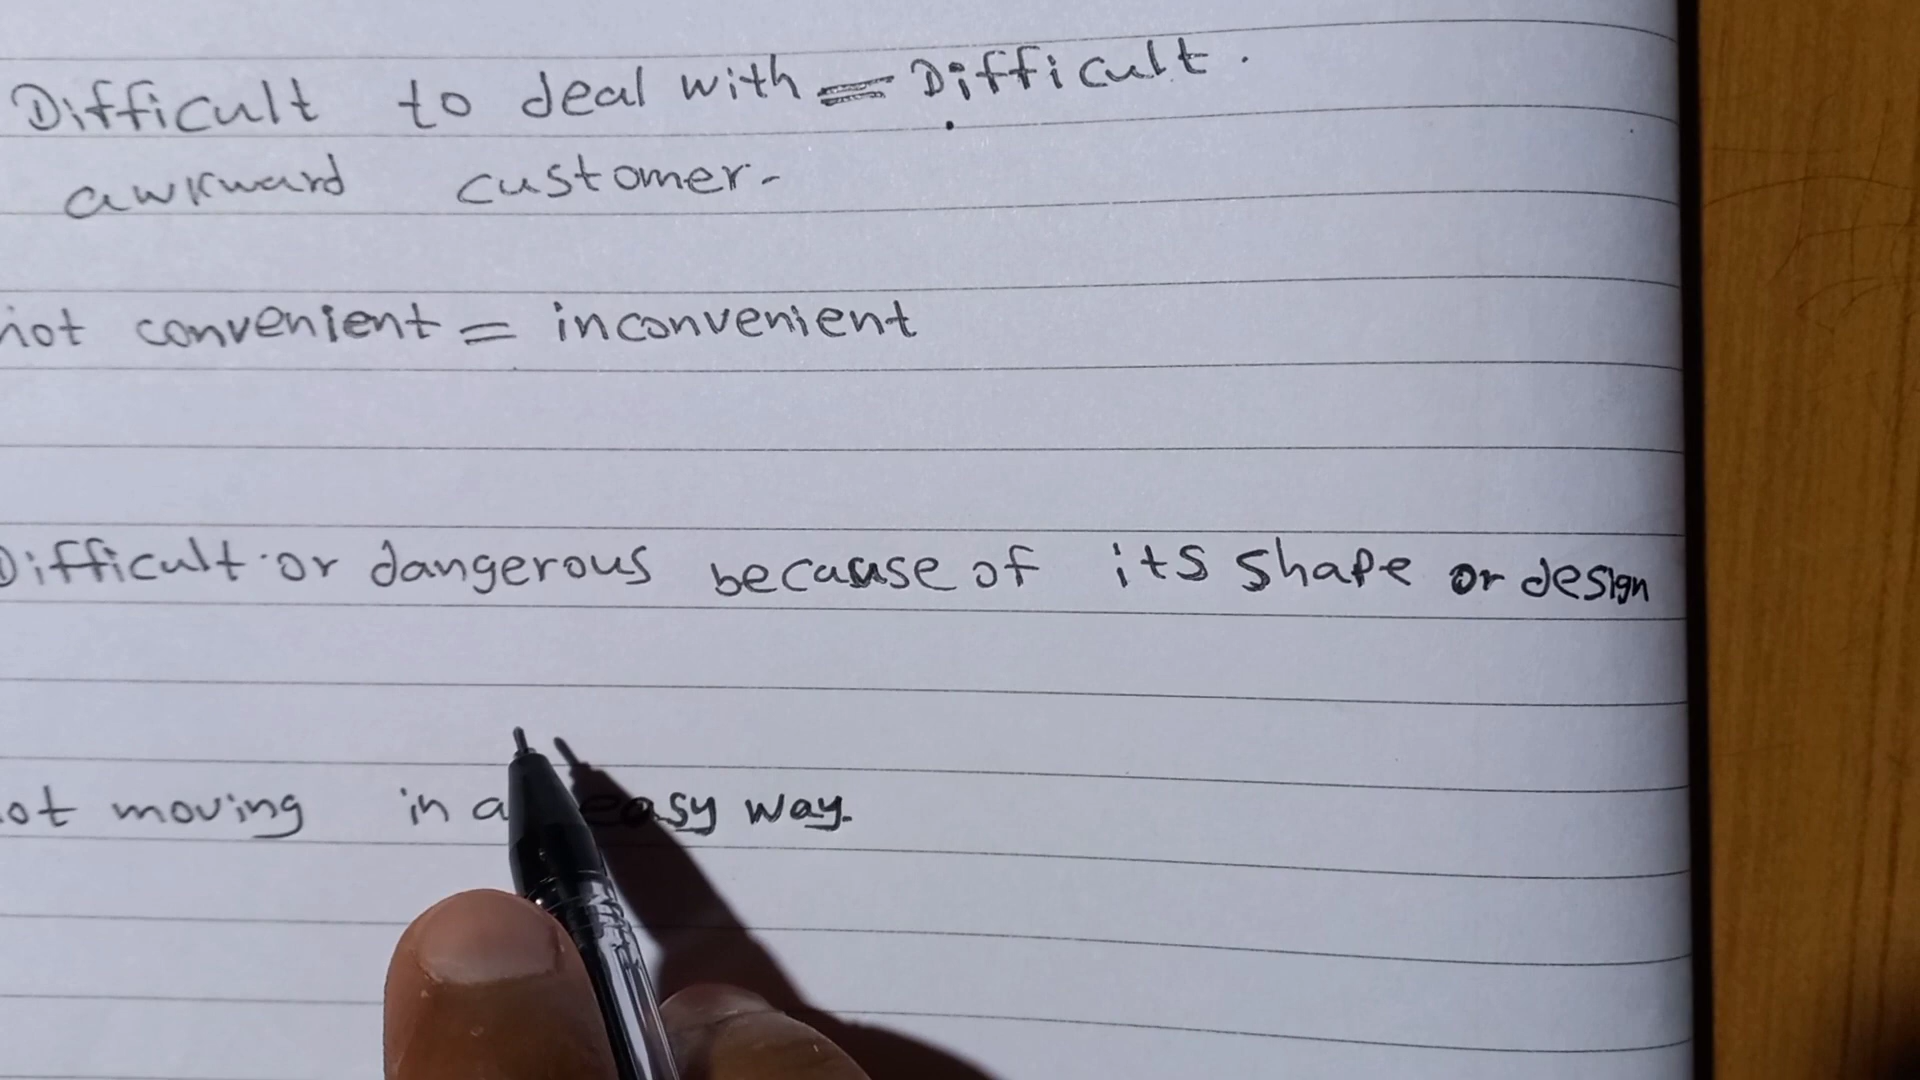 Difficult to deal with = Difficult.
awkward customer.
not convenient = inconvenient
Difficult or dangerous because of its shape or design
moving in a easy way.